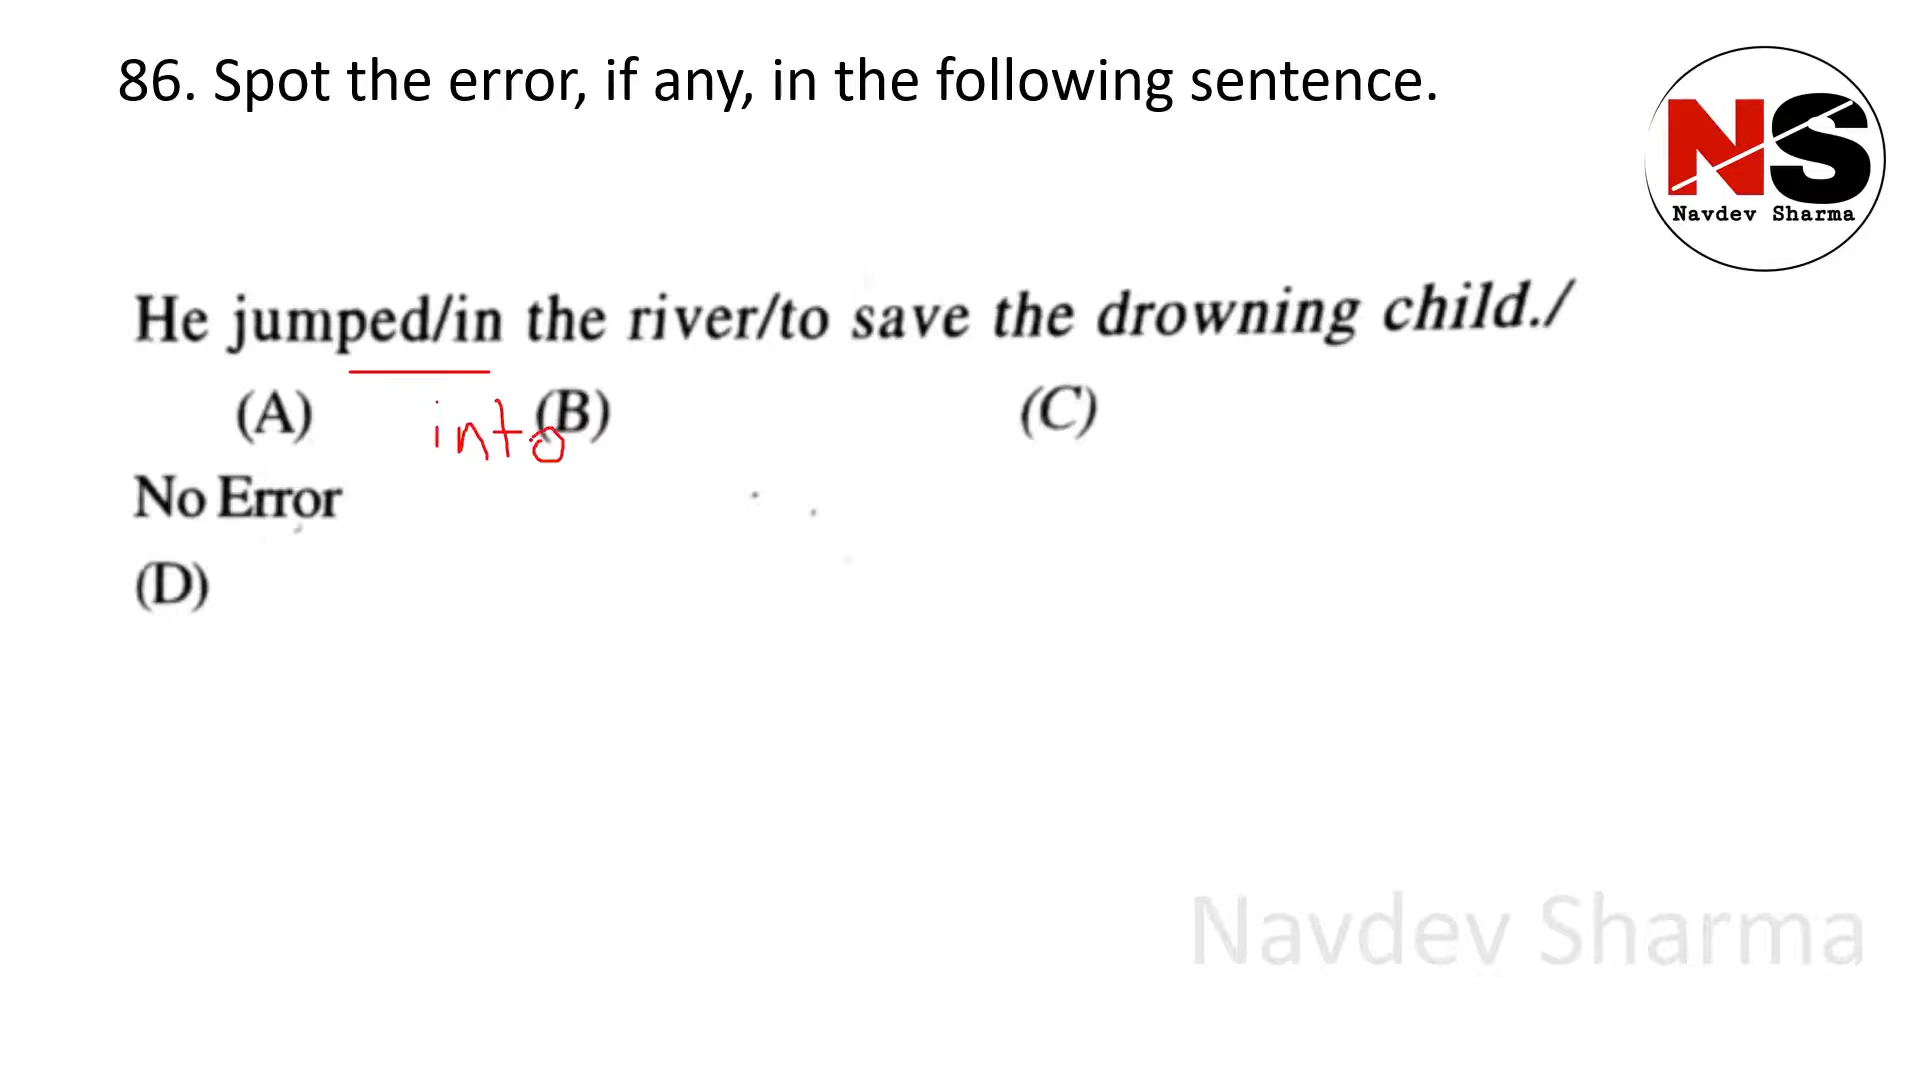 86. Spot the error, if any, in the following sentence.
NS
Navdev Sharma
He jumped/in the river/to save the drowning child./
(A) (B) (C)
into
No Error
(D)
Navdev Sharma